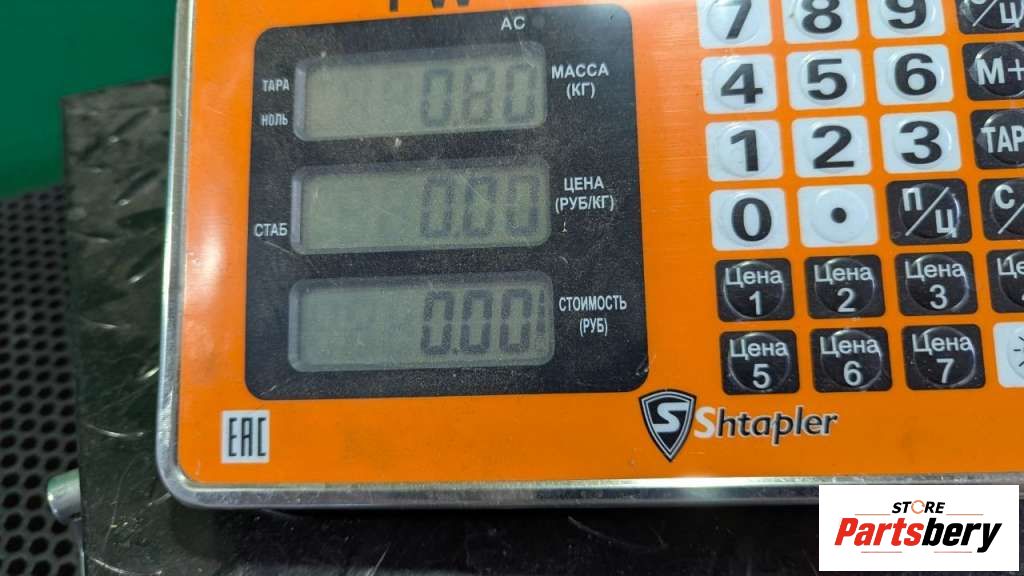 PW
AC
ТАРА
0.80
МАССА
(КГ)
НОЛЬ
СТАБ
0.00
ЦЕНА
(РУБ/КГ)
0.00
СТОИМОСТЬ
(РУБ)
7 8 9
4 5 6 М+
1 2 3 ТАР
0 . П/Ц С/
Цена 1 Цена 2 Цена 3
Цена 5 Цена 6 Цена 7
EAC
S Shtapler
STORE
Partsbery